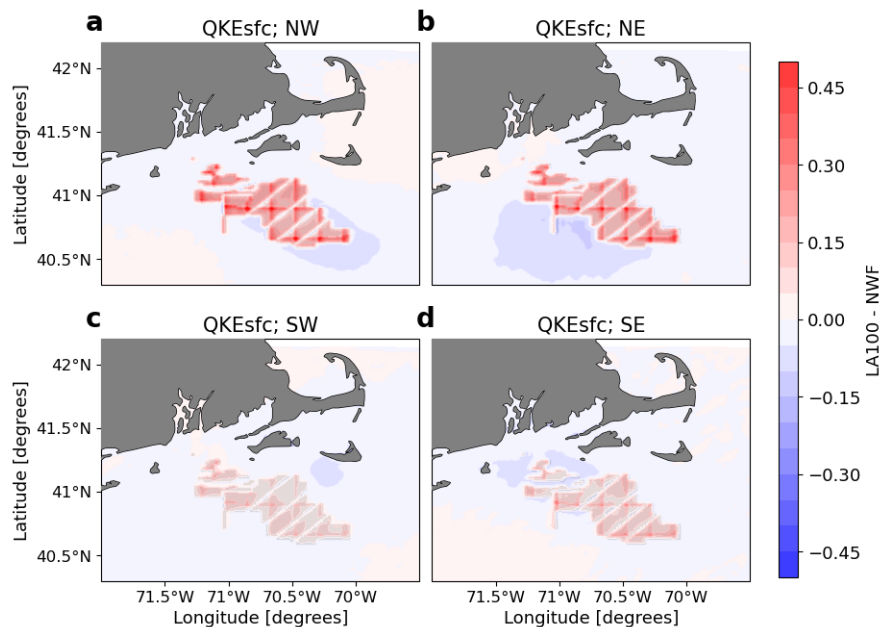 a QKEsfc; NW
b QKEsfc; NE
42°N
41.5°N
41°N
40.5°N
Latitude [degrees]
c QKEsfc; SW
d QKEsfc; SE
42°N
41.5°N
41°N
40.5°N
Latitude [degrees]
71.5°W 71°W 70.5°W 70°W
71.5°W 71°W 70.5°W 70°W
Longitude [degrees]
Longitude [degrees]
0.45
0.30
0.15
0.00
−0.15
−0.30
−0.45
LA100 - NWF